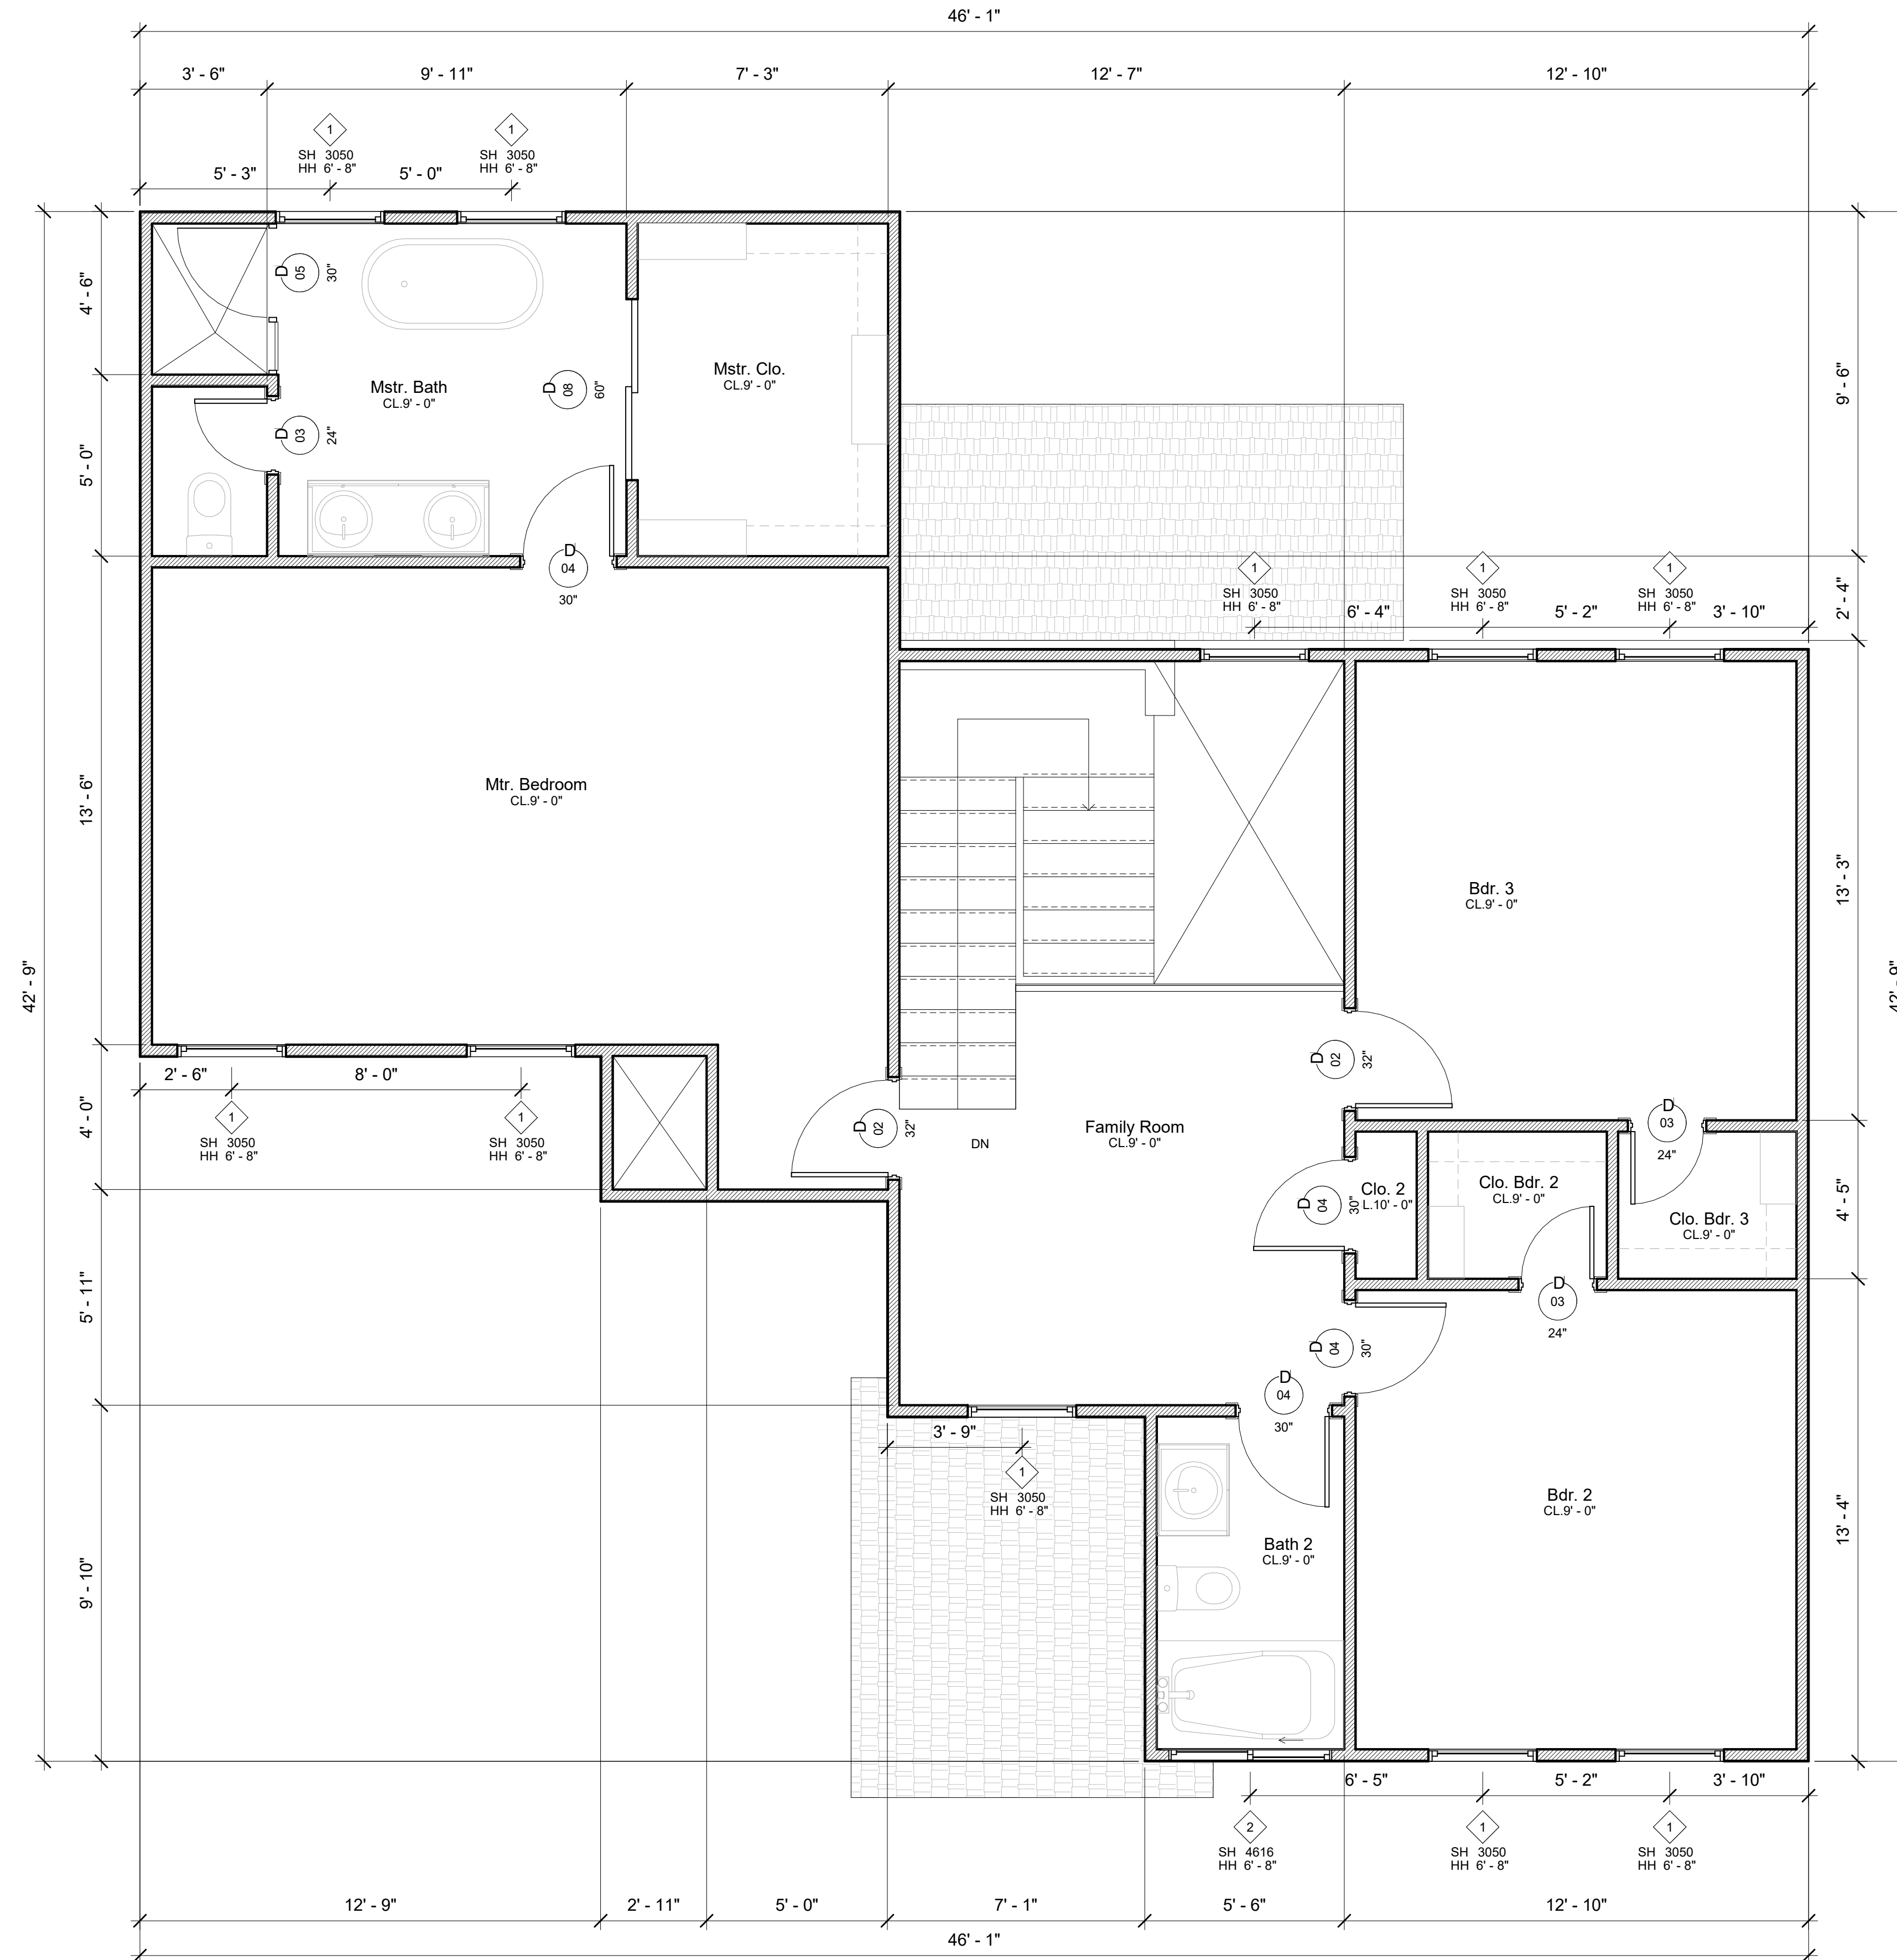 46' - 1"
3' - 6"
9' - 11"
7' - 3"
12' - 7"
12' - 10"
1
SH 3050
HH 6' - 8"
1
SH 3050
HH 6' - 8"
5' - 3"
5' - 0"
4' - 6"
5' - 0"
13' - 6"
4' - 0"
5' - 11"
9' - 10"
42' - 9"
D
05
30"
Mstr. Bath
CL.9' - 0"
D
08
60"
Mstr. Clo.
CL.9' - 0"
D
03
24"
D
04
30"
9' - 6"
2' - 4"
13' - 3"
4' - 5"
13' - 4"
42' - 9"
1
SH 3050
HH 6' - 8"
1
SH 3050
HH 6' - 8"
1
SH 3050
HH 6' - 8"
6' - 4"
5' - 2"
3' - 10"
Mtr. Bedroom
CL.9' - 0"
Bdr. 3
CL.9' - 0"
2' - 6"
8' - 0"
1
SH 3050
HH 6' - 8"
1
SH 3050
HH 6' - 8"
D
02
32"
D
02
32"
DN
Family Room
CL.9' - 0"
D
03
24"
D
04
30"
Clo. 2
L.10' - 0"
Clo. Bdr. 2
CL.9' - 0"
Clo. Bdr. 3
CL.9' - 0"
D
03
24"
D
04
30"
D
04
30"
3' - 9"
1
SH 3050
HH 6' - 8"
Bath 2
CL.9' - 0"
Bdr. 2
CL.9' - 0"
6' - 5"
5' - 2"
3' - 10"
2
SH 4616
HH 6' - 8"
1
SH 3050
HH 6' - 8"
1
SH 3050
HH 6' - 8"
12' - 9"
2' - 11"
5' - 0"
7' - 1"
5' - 6"
12' - 10"
46' - 1"